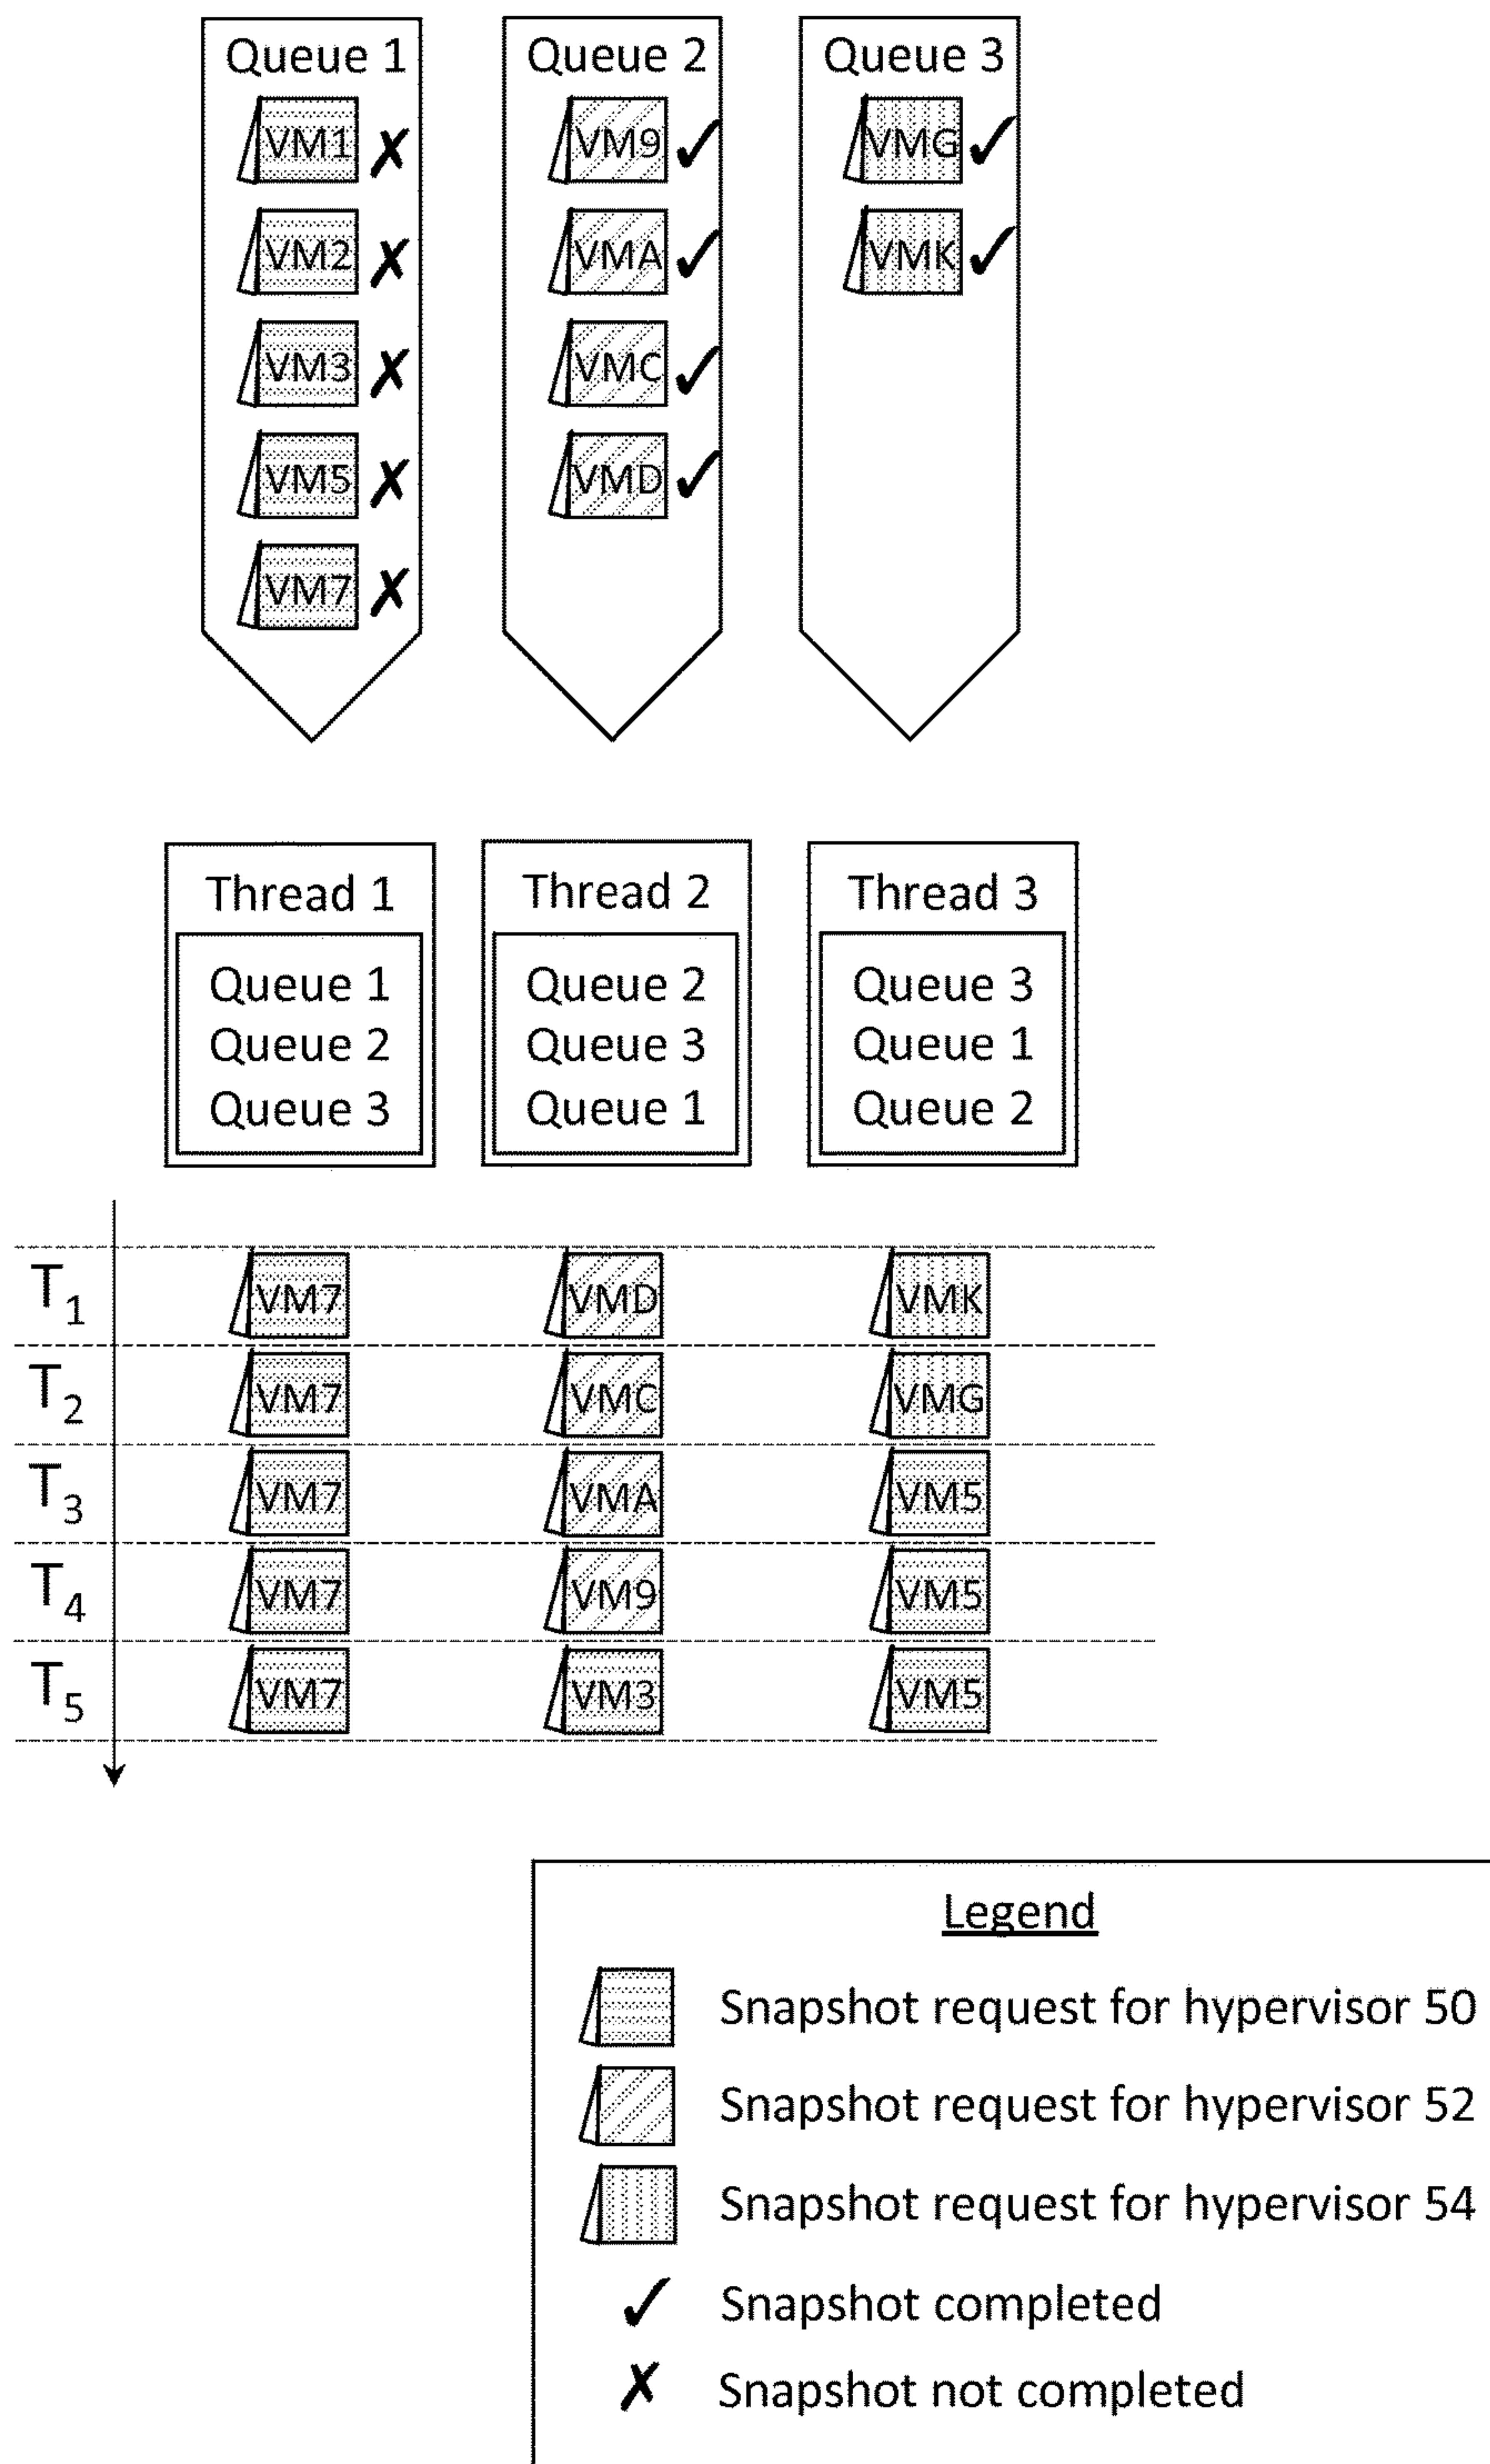 Queue 1 Queue 2 Queue 3
VM1 ✗ VM9 ✓ VMG ✓
VM2 ✗ VMA ✓ VMK ✓
VM3 ✗ VMC ✓
VM5 ✗ VMD ✓
VM7 ✗
Thread 1 Thread 2 Thread 3
Queue 1 Queue 2 Queue 3
Queue 2 Queue 3 Queue 1
Queue 3 Queue 1 Queue 2
T1 VM7 VMD VMK
T2 VM7 VMC VMG
T3 VM7 VMA VM5
T4 VM7 VM9 VM5
T5 VM7 VM3 VM5
Legend
Snapshot request for hypervisor 50
Snapshot request for hypervisor 52
Snapshot request for hypervisor 54
✓ Snapshot completed
✗ Snapshot not completed